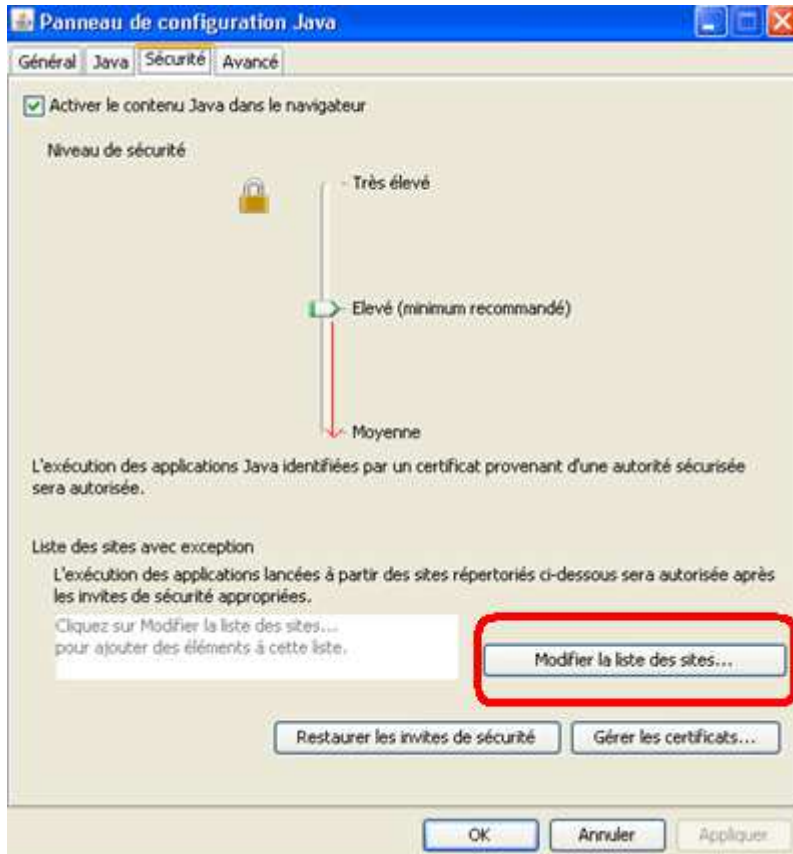 Panneau de configuration Java
Général Java Sécurité Avancé
Activer le contenu Java dans le navigateur
Niveau de sécurité
Très élevé
Elevé (minimum recommandé)
Moyenne
L'exécution des applications Java identifiées par un certificat provenant d'une autorité sécurisée
sera autorisée.
Liste des sites avec exception
L'exécution des applications lancées à partir des sites répertoriés ci-dessous sera autorisée après
les invites de sécurité appropriées.
Cliquez sur Modifier la liste des sites...
pour ajouter des éléments à cette liste.
Modifier la liste des sites...
Restaurer les invites de sécurité Gérer les certificats...
OK Annuler Appliquer